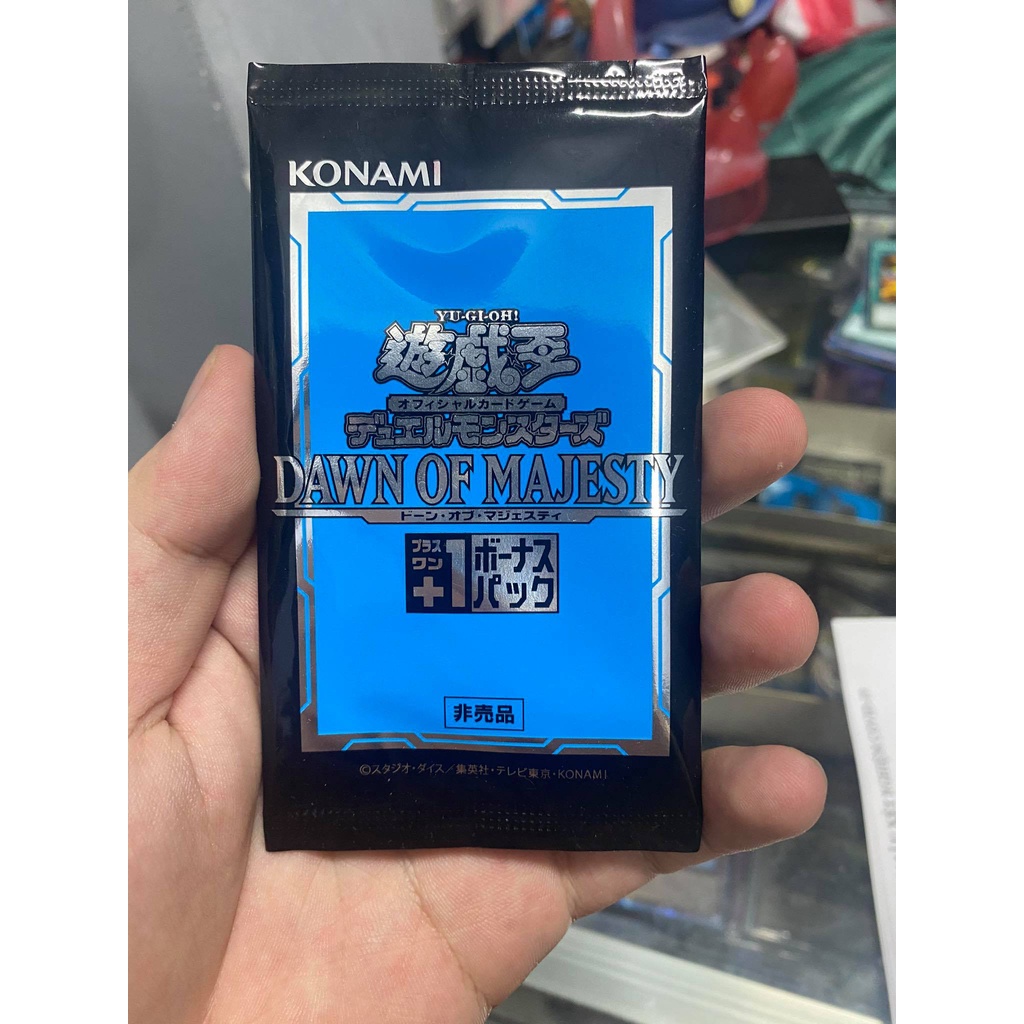 KONAMI
YU-GI-OH!
遊戯王
オフィシャルカードゲーム
デュエルモンスターズ
DAWN OF MAJESTY
ドーン・オブ・マジェスティ
プラス
ワン
+1
ボーナス
パック
非売品
©スタジオ・ダイス／集英社・テレビ東京・KONAMI